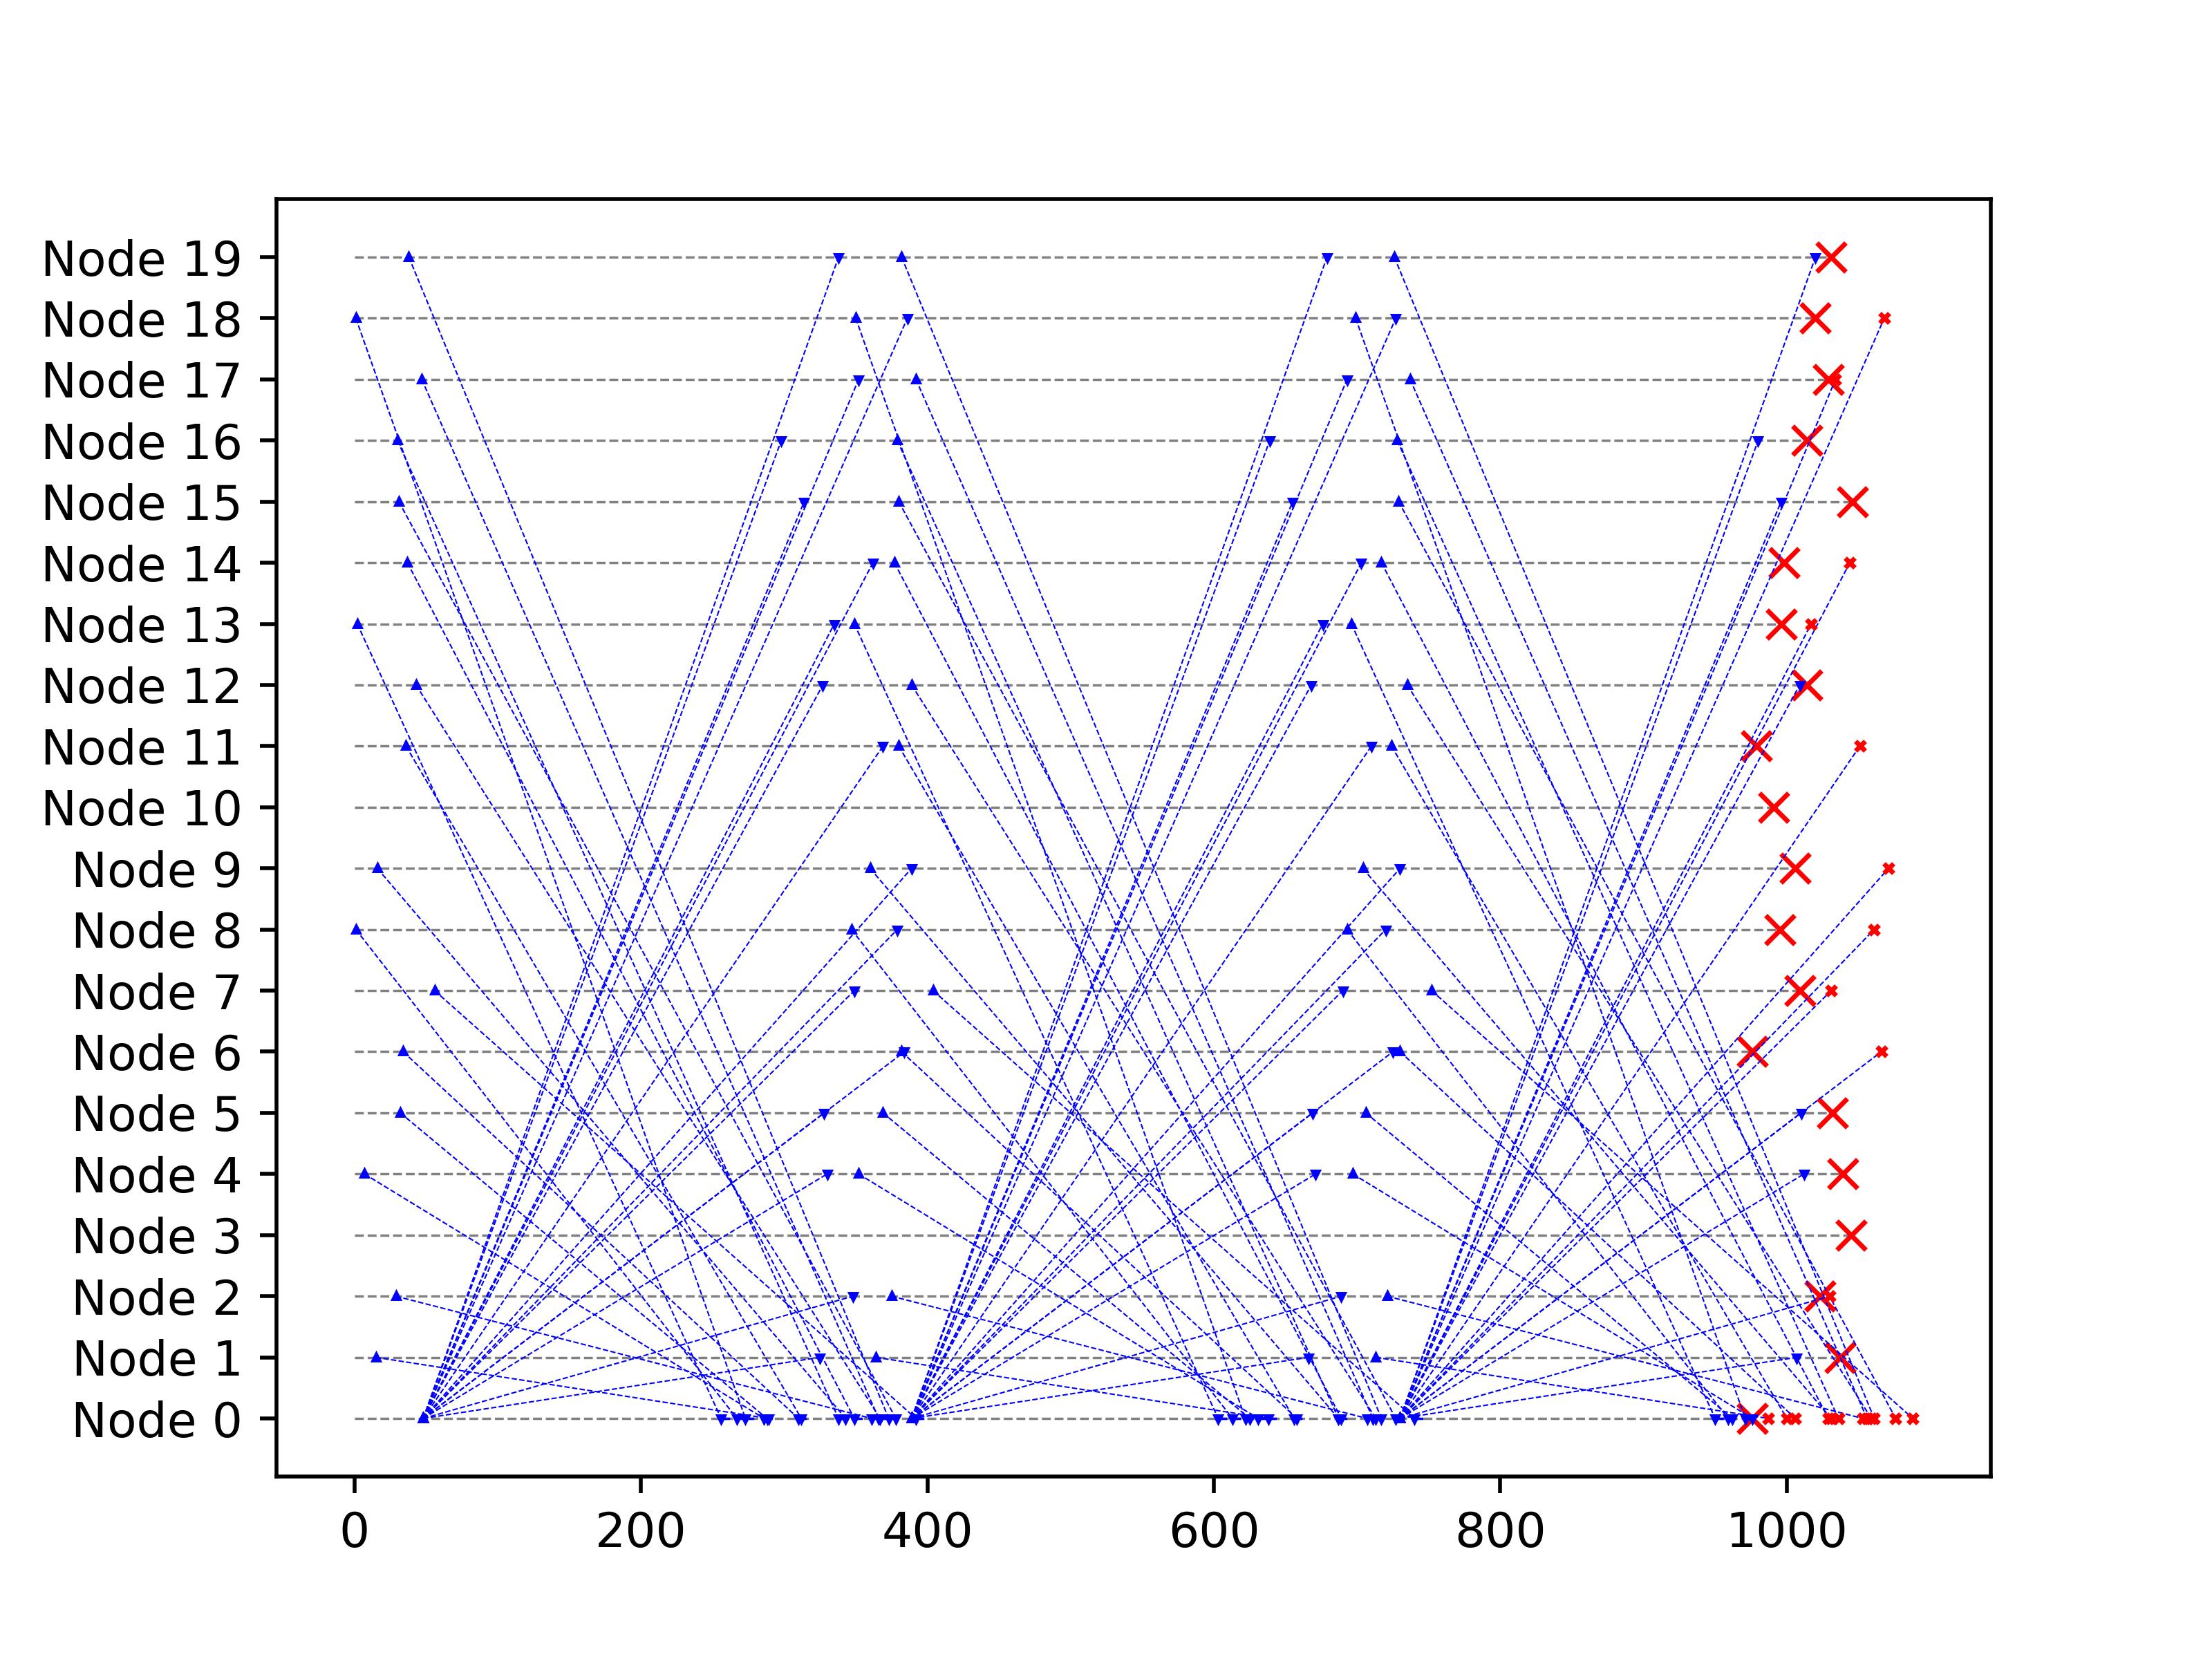 Node 19
Node 18
Node 17
Node 16
Node 15
Node 14
Node 13
Node 12
Node 11
Node 10
Node 9
Node 8
Node 7
Node 6
Node 5
Node 4
Node 3
Node 2
Node 1
Node 0
0 200 400 600 800 1000